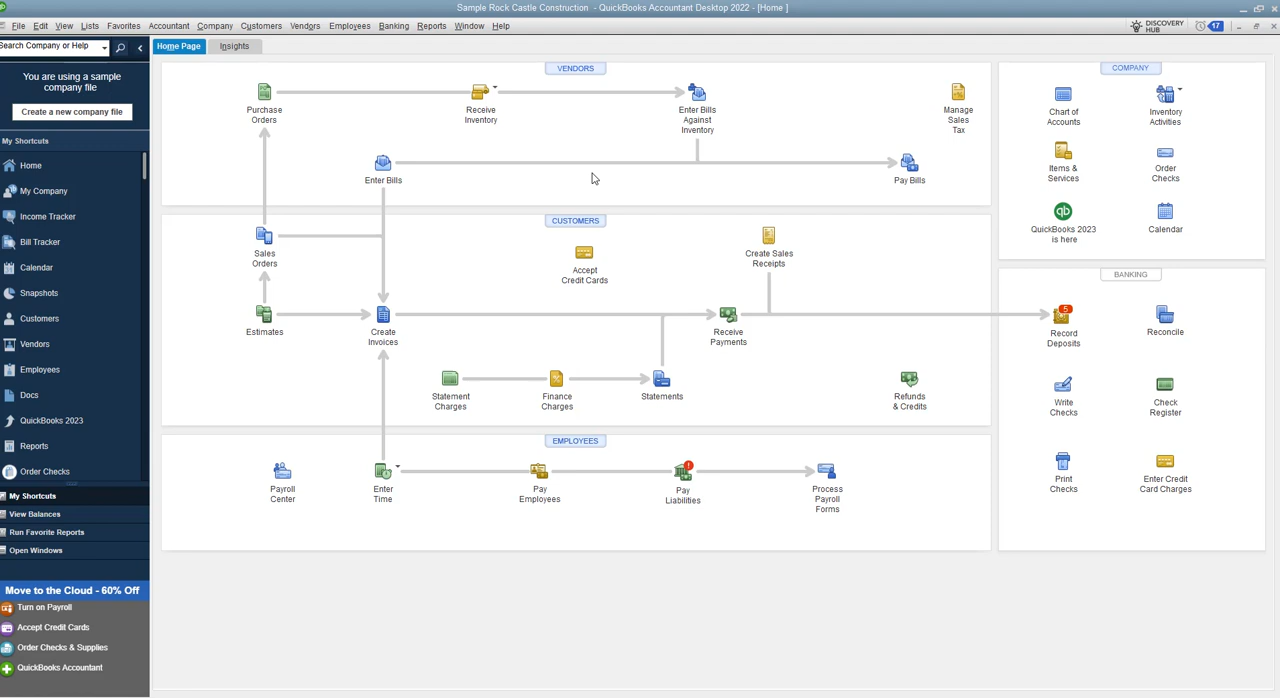 Sample Rock Castle Construction - QuickBooks Accountant Desktop 2022 - [Home ]
File Edit View Lists Favorites Accountant Company Customers Vendors Employees Banking Reports Window Help
DISCOVERY
HUB
17
Search Company or Help
Home Page Insights
You are using a sample
company file
Create a new company file
My Shortcuts
Home
My Company
Income Tracker
Bill Tracker
Calendar
Snapshots
Customers
Vendors
Employees
Docs
QuickBooks 2023
Reports
Order Checks
My Shortcuts
View Balances
Run Favorite Reports
Open Windows
Move to the Cloud - 60% Off
Turn on Payroll
Accept Credit Cards
Order Checks & Supplies
QuickBooks Accountant
VENDORS
Purchase
Orders
Receive
Inventory
Enter Bills
Against
Inventory
Manage
Sales
Tax
Enter Bills
Pay Bills
CUSTOMERS
Sales
Orders
Accept
Credit Cards
Create Sales
Receipts
Estimates
Create
Invoices
Receive
Payments
Statement
Charges
Finance
Charges
Statements
Refunds
& Credits
EMPLOYEES
Payroll
Center
Enter
Time
Pay
Employees
Pay
Liabilities
Process
Payroll
Forms
COMPANY
Chart of
Accounts
Inventory
Activities
Items &
Services
Order
Checks
qb
QuickBooks 2023
is here
Calendar
BANKING
5
Record
Deposits
Reconcile
Write
Checks
Check
Register
Print
Checks
Enter Credit
Card Charges